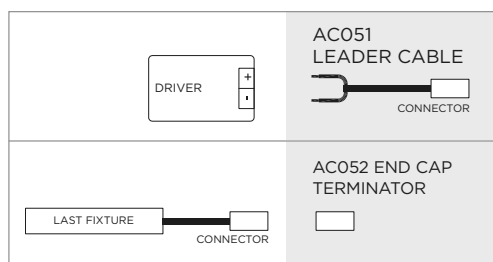 DRIVER
+
-
AC051
LEADER CABLE
CONNECTOR
LAST FIXTURE
CONNECTOR
AC052 END CAP
TERMINATOR